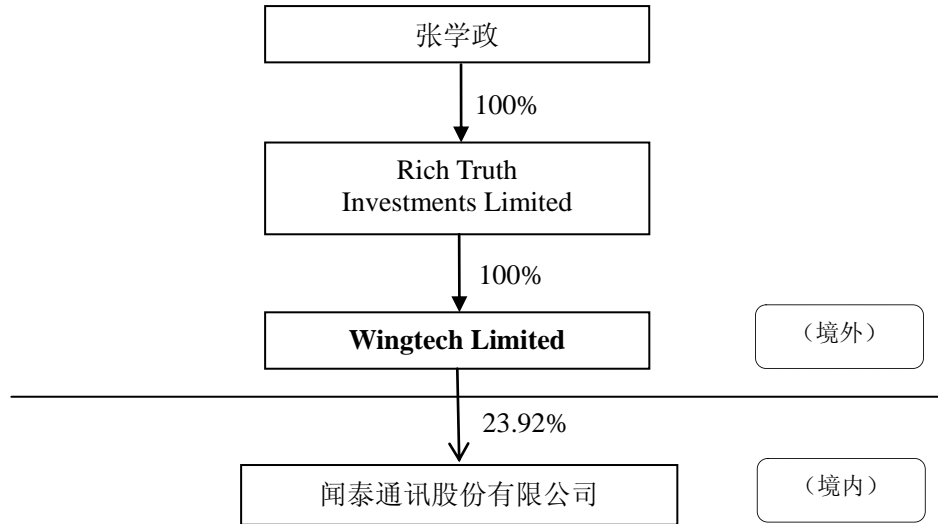 张学政
100%
Rich Truth
Investments Limited
100%
Wingtech Limited
（境外）
23.92%
闻泰通讯股份有限公司
（境内）